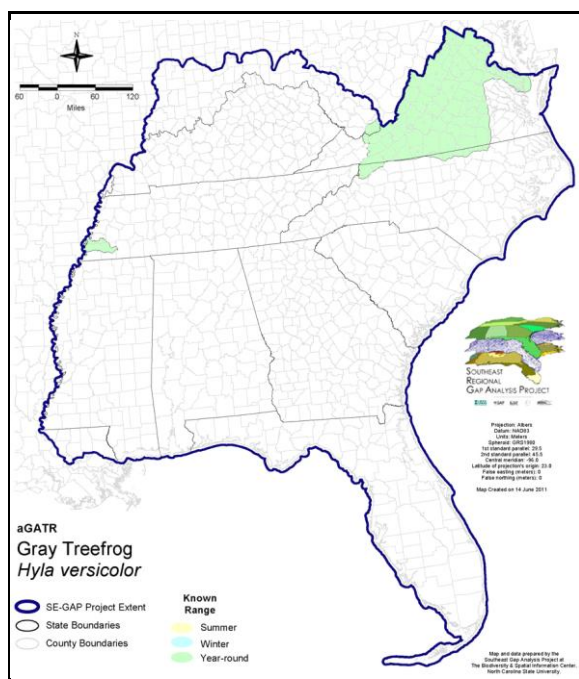 N
60 0 60 120
Miles
SOUTHEAST
REGIONAL
GAP ANALYSIS PROJECT
Projection: Albers
Datum: NAD83
Units: Meters
Spheroid: GRS1980
1st standard parallel: 29.5
2nd standard parallel: 45.5
Central meridian: -96.0
Latitude of projection's origin: 23.0
False easting (meters): 0
False northing (meters): 0
Map Created on 14 June 2011
aGATR
Gray Treefrog
Hyla versicolor
SE-GAP Project Extent
State Boundaries
County Boundaries
Known
Range
Summer
Winter
Year-round
Map and data prepared by the
Southeast Gap Analysis Project at
The Biodiversity & Spatial Information Center,
North Carolina State University.